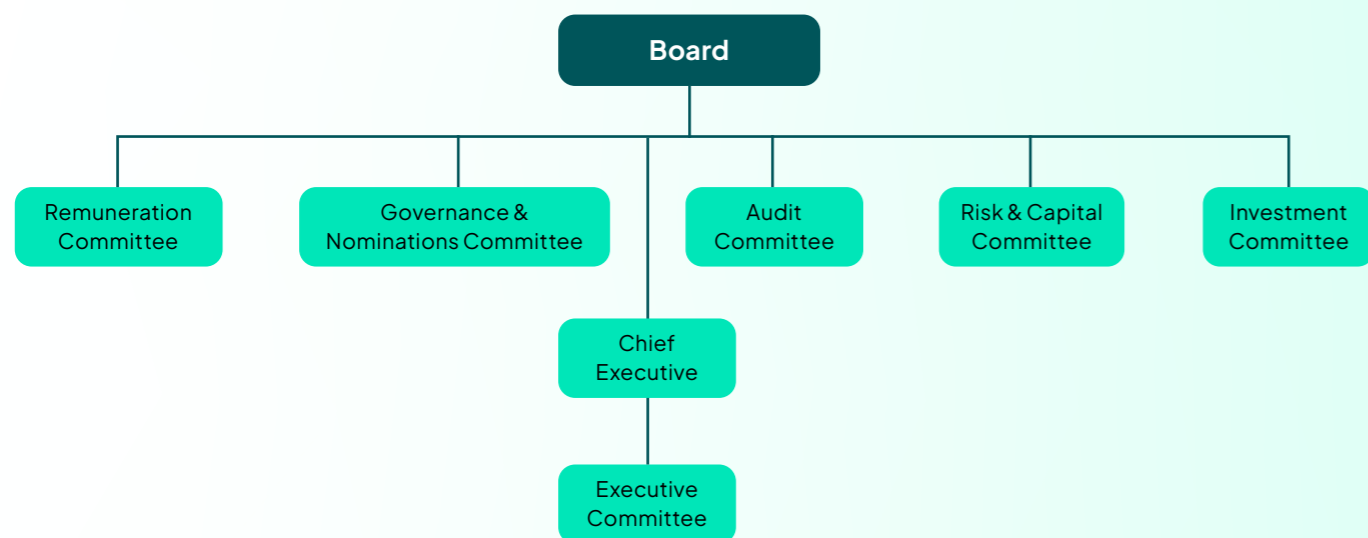 Board
Remuneration
Committee
Governance &
Nominations Committee
Audit
Committee
Risk & Capital
Committee
Investment
Committee
Chief
Executive
Executive
Committee